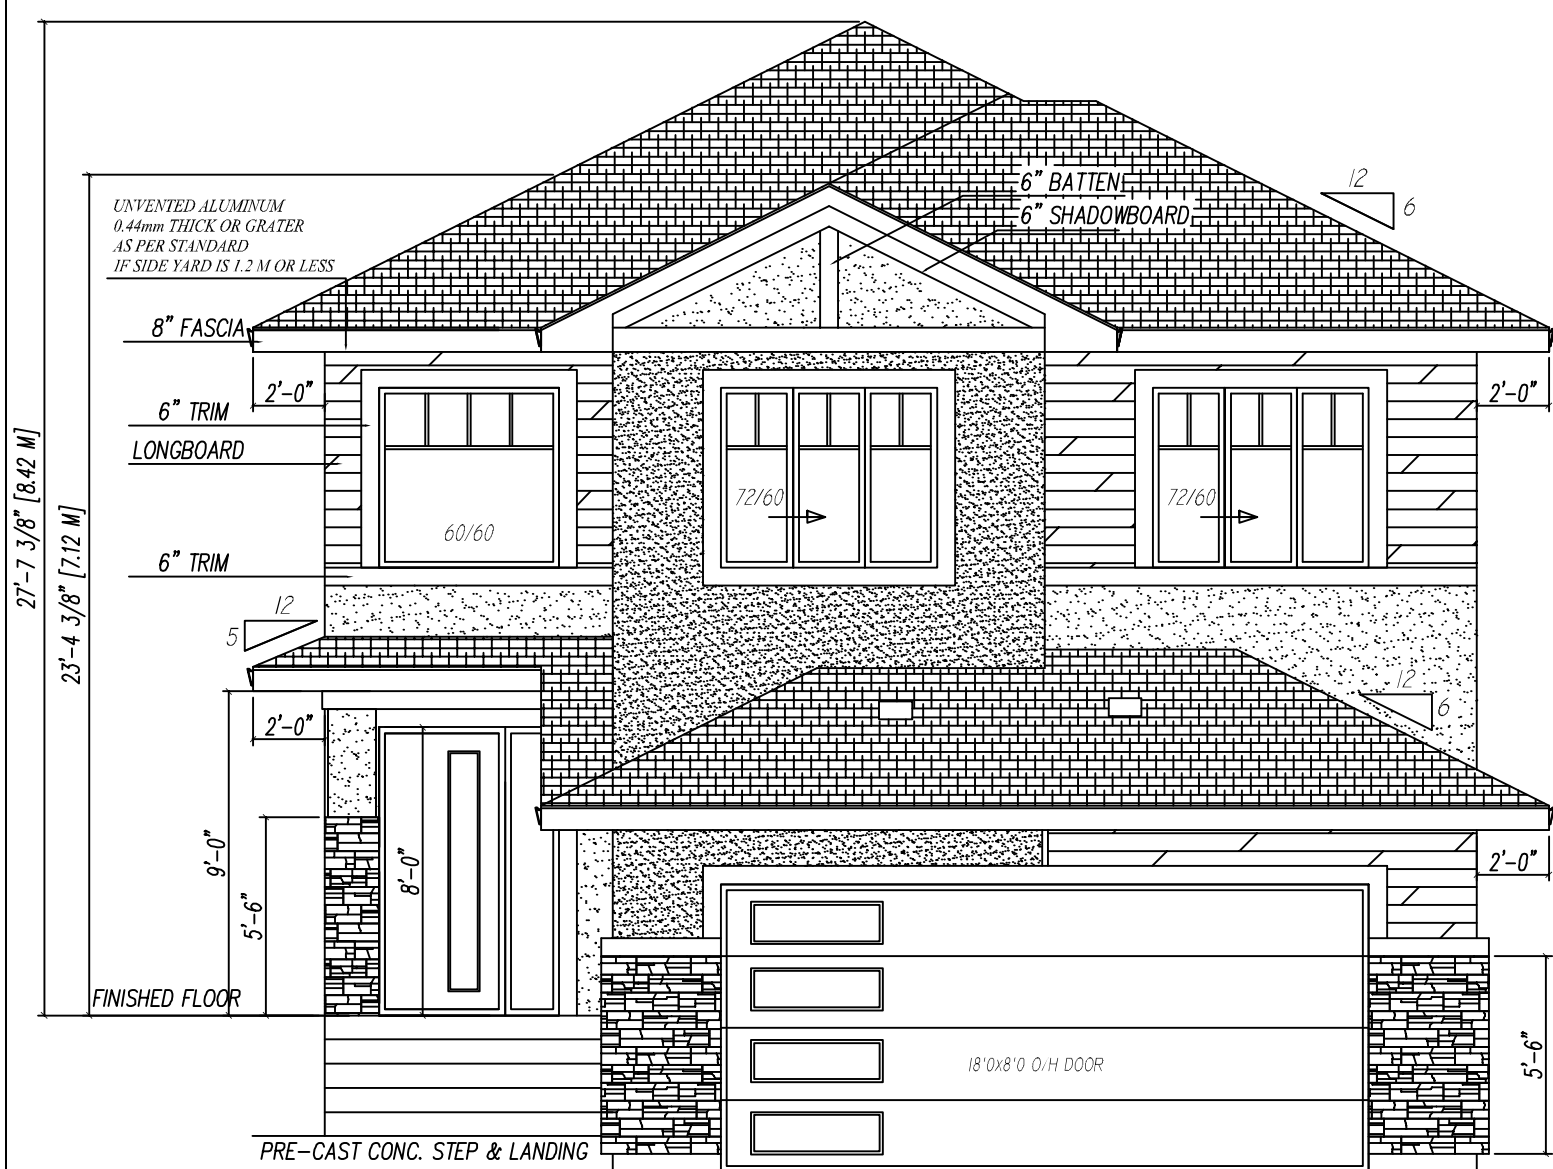 12
6
6" BATTEN
6" SHADOWBOARD
UNVENTED ALUMINUM
0.44mm THICK OR GRATER
AS PER STANDARD
IF SIDE YARD IS 1.2 M OR LESS
8" FASCIA
2'-0"
2'-0"
6" TRIM
LONGBOARD
27'-7 3/8" [8.42 M]
23'-4 3/8" [7.12 M]
72/60
72/60
60/60
6" TRIM
12
5
12
6
2'-0"
9'-0"
5'-6"
8'-0"
2'-0"
FINISHED FLOOR
18'0x8'0 O/H DOOR
5'-6"
PRE-CAST CONC. STEP & LANDING